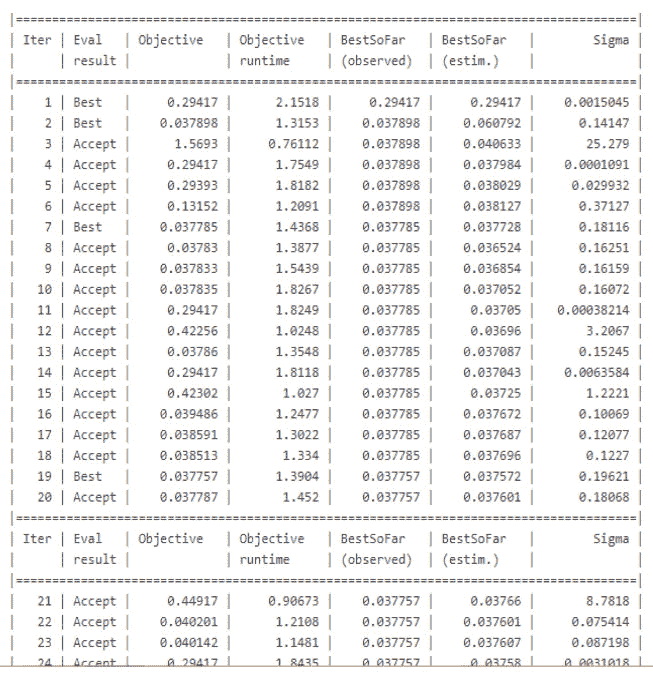 |==========================================================================================|
| Iter | Eval | Objective | Objective | BestSoFar | BestSoFar | Sigma |
| | result | | runtime | (observed) | (estim.) | |
|==========================================================================================|
| 1 | Best | 0.29417 | 2.1518 | 0.29417 | 0.29417 | 0.0015045 |
| 2 | Best | 0.037898 | 1.3153 | 0.037898 | 0.060792 | 0.14147 |
| 3 | Accept | 1.5693 | 0.76112 | 0.037898 | 0.040633 | 25.279 |
| 4 | Accept | 0.29417 | 1.7549 | 0.037898 | 0.037984 | 0.0001091 |
| 5 | Accept | 0.29393 | 1.8182 | 0.037898 | 0.038029 | 0.029932 |
| 6 | Accept | 0.13152 | 1.2091 | 0.037898 | 0.038127 | 0.37127 |
| 7 | Best | 0.037785 | 1.4368 | 0.037785 | 0.037728 | 0.18116 |
| 8 | Accept | 0.03783 | 1.3877 | 0.037785 | 0.036524 | 0.16251 |
| 9 | Accept | 0.037833 | 1.5439 | 0.037785 | 0.036854 | 0.16159 |
| 10 | Accept | 0.037835 | 1.8267 | 0.037785 | 0.037052 | 0.16072 |
| 11 | Accept | 0.29417 | 1.8249 | 0.037785 | 0.03705 | 0.00038214 |
| 12 | Accept | 0.42256 | 1.0248 | 0.037785 | 0.03696 | 3.2067 |
| 13 | Accept | 0.03786 | 1.3548 | 0.037785 | 0.037087 | 0.15245 |
| 14 | Accept | 0.29417 | 1.8118 | 0.037785 | 0.037043 | 0.0063584 |
| 15 | Accept | 0.42302 | 1.027 | 0.037785 | 0.03725 | 1.2221 |
| 16 | Accept | 0.039486 | 1.2477 | 0.037785 | 0.037672 | 0.10069 |
| 17 | Accept | 0.038591 | 1.3022 | 0.037785 | 0.037687 | 0.12077 |
| 18 | Accept | 0.038513 | 1.334 | 0.037785 | 0.037696 | 0.1227 |
| 19 | Best | 0.037757 | 1.3904 | 0.037757 | 0.037572 | 0.19621 |
| 20 | Accept | 0.037787 | 1.452 | 0.037757 | 0.037601 | 0.18068 |
|==========================================================================================|
| Iter | Eval | Objective | Objective | BestSoFar | BestSoFar | Sigma |
| | result | | runtime | (observed) | (estim.) | |
|==========================================================================================|
| 21 | Accept | 0.44917 | 0.90673 | 0.037757 | 0.03766 | 8.7818 |
| 22 | Accept | 0.040201 | 1.2108 | 0.037757 | 0.037601 | 0.075414 |
| 23 | Accept | 0.040142 | 1.1481 | 0.037757 | 0.037607 | 0.087198 |
| 24 | Accept | 0.29417 | 1.8435 | 0.037757 | 0.03758 | 0.0031018 |